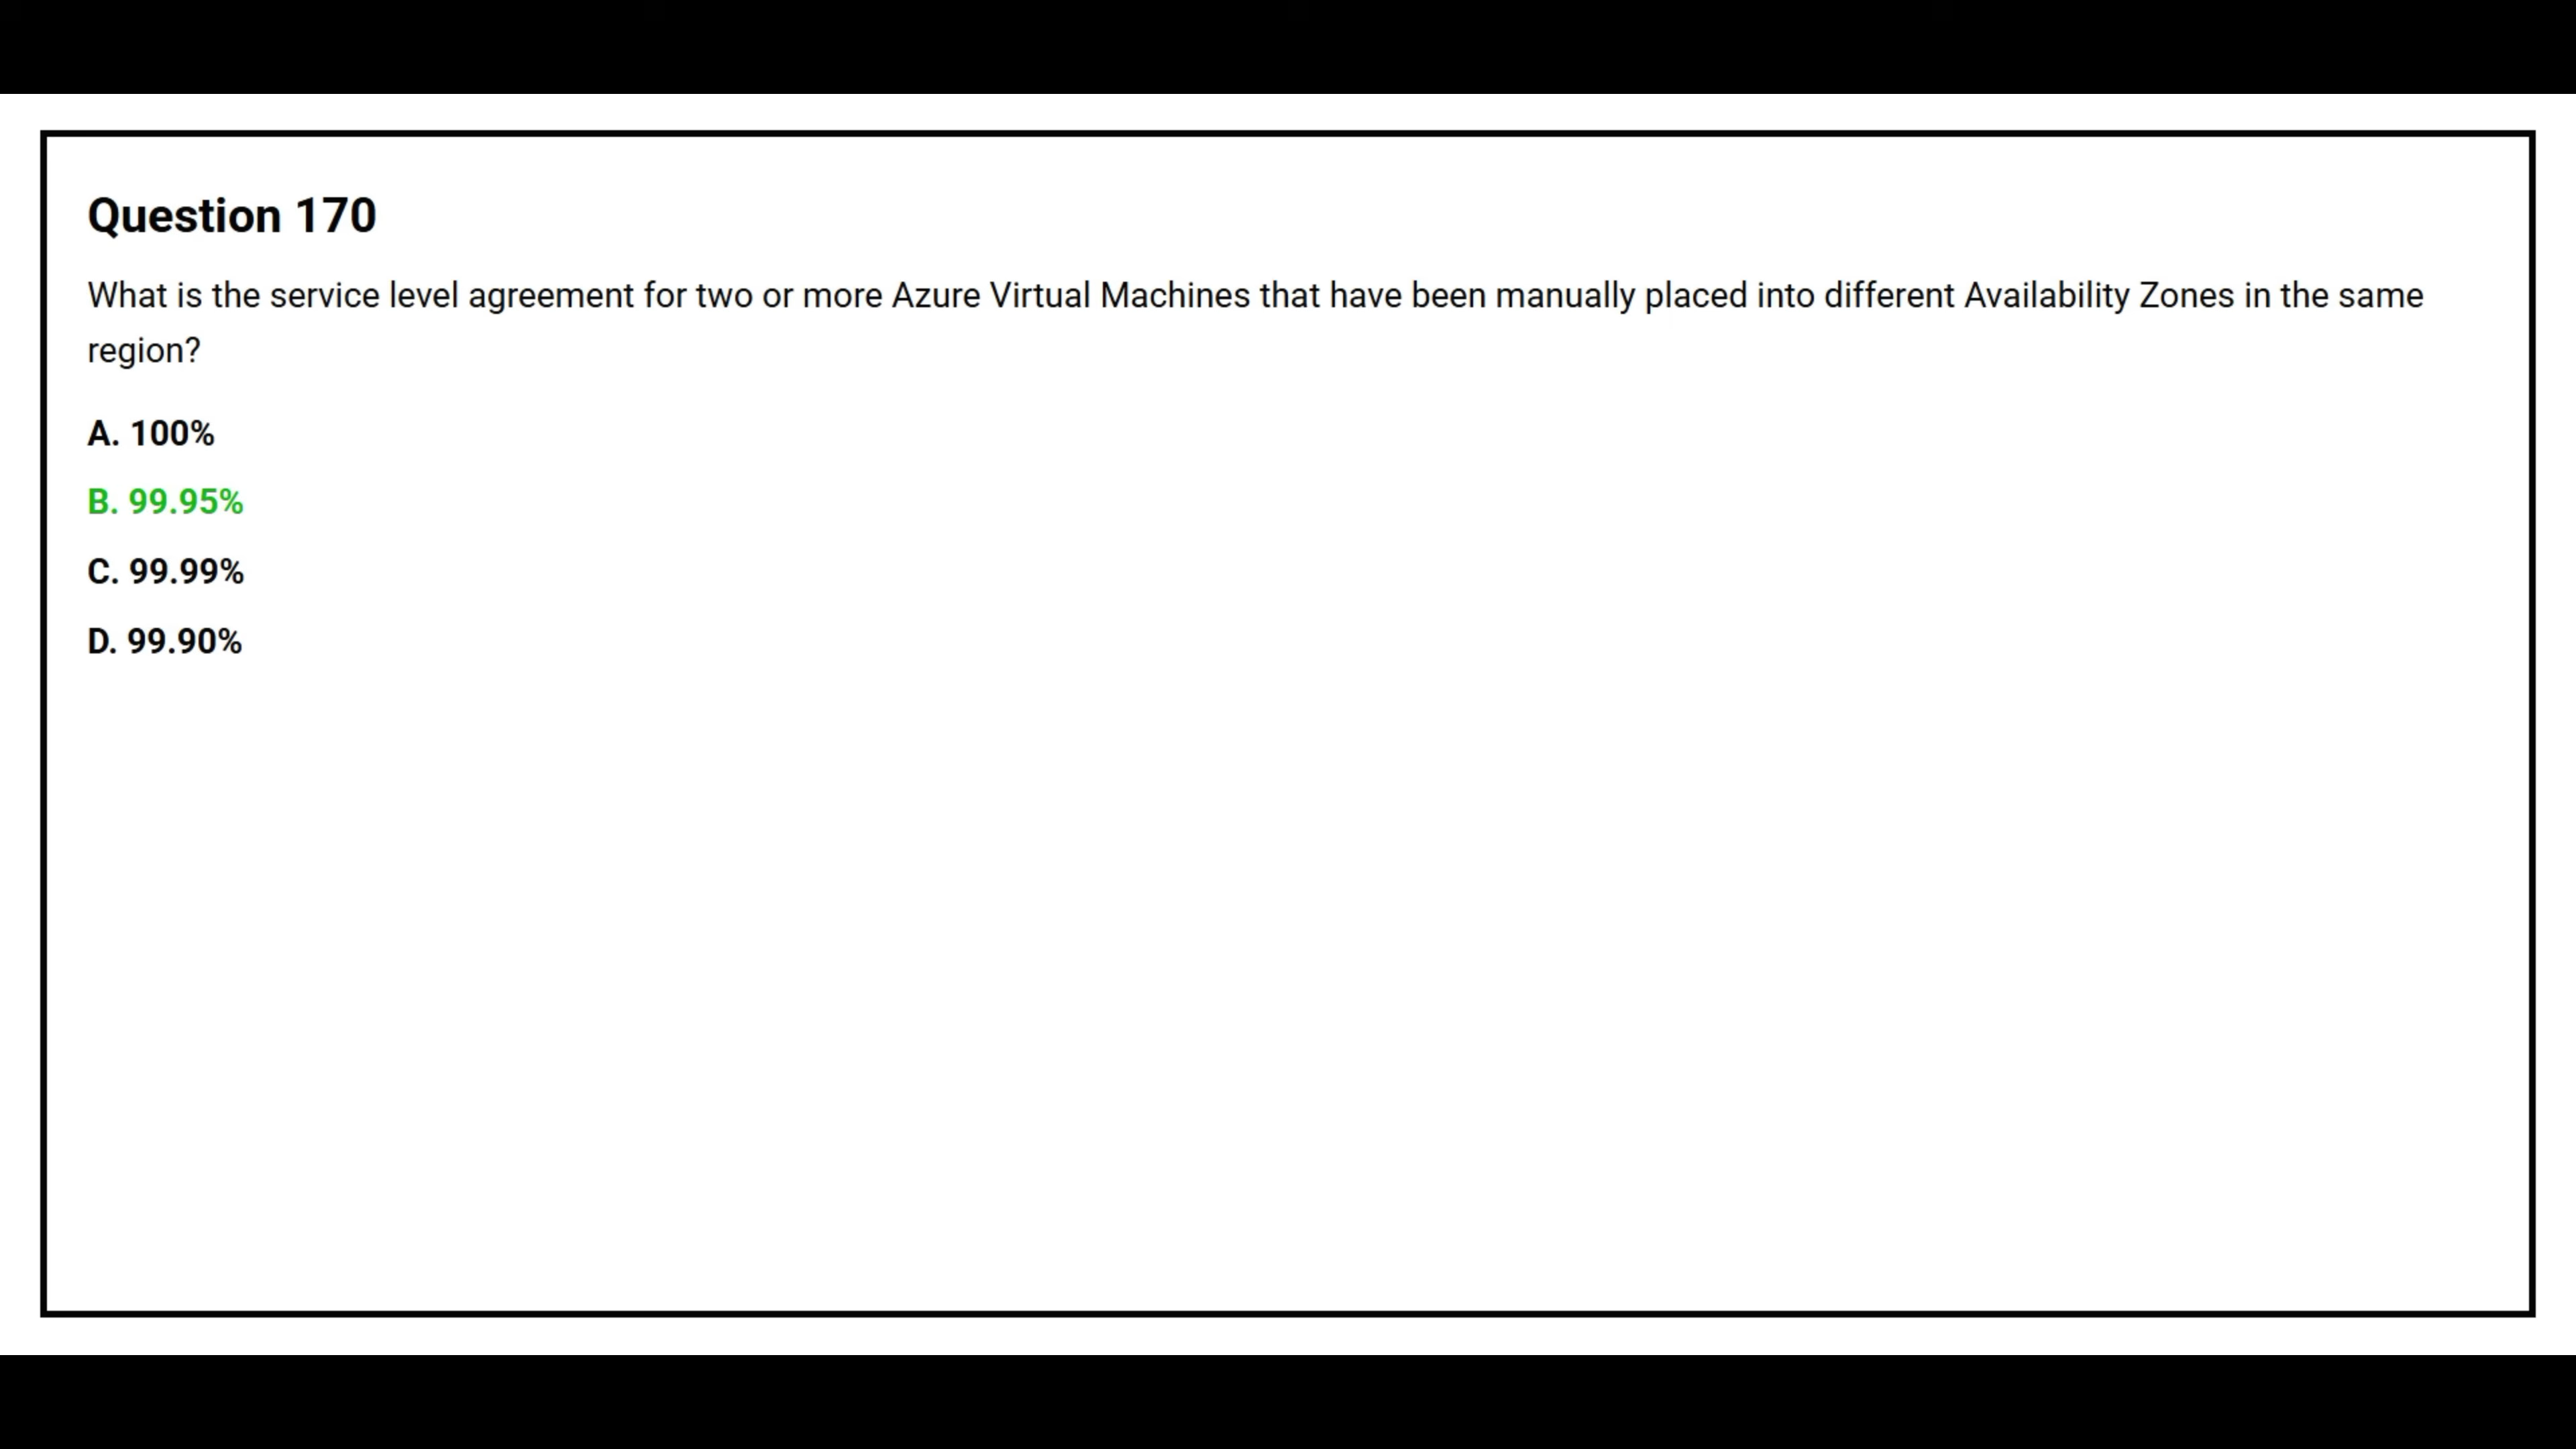 Question 170
What is the service level agreement for two or more Azure Virtual Machines that have been manually placed into different Availability Zones in the same
region?
A. 100%
B. 99.95%
C. 99.99%
D. 99.90%